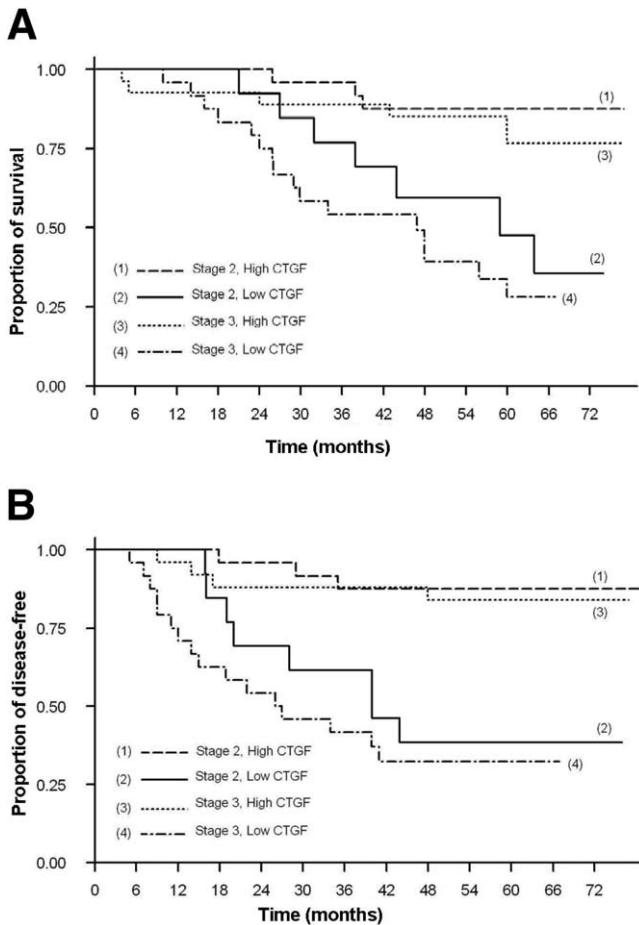 A
1.00
0.75
0.50
0.25
0.00
Proportion of survival
(1)
(3)
(2)
(4)
(1) Stage 2, High CTGF
(2) Stage 2, Low CTGF
(3) Stage 3, High CTGF
(4) Stage 3, Low CTGF
0 6 12 18 24 30 36 42 48 54 60 66 72
Time (months)
B
1.00
0.75
0.50
0.25
0.00
Proportion of disease-free
(1)
(3)
(2)
(4)
(1) Stage 2, High CTGF
(2) Stage 2, Low CTGF
(3) Stage 3, High CTGF
(4) Stage 3, Low CTGF
0 6 12 18 24 30 36 42 48 54 60 66 72
Time (months)